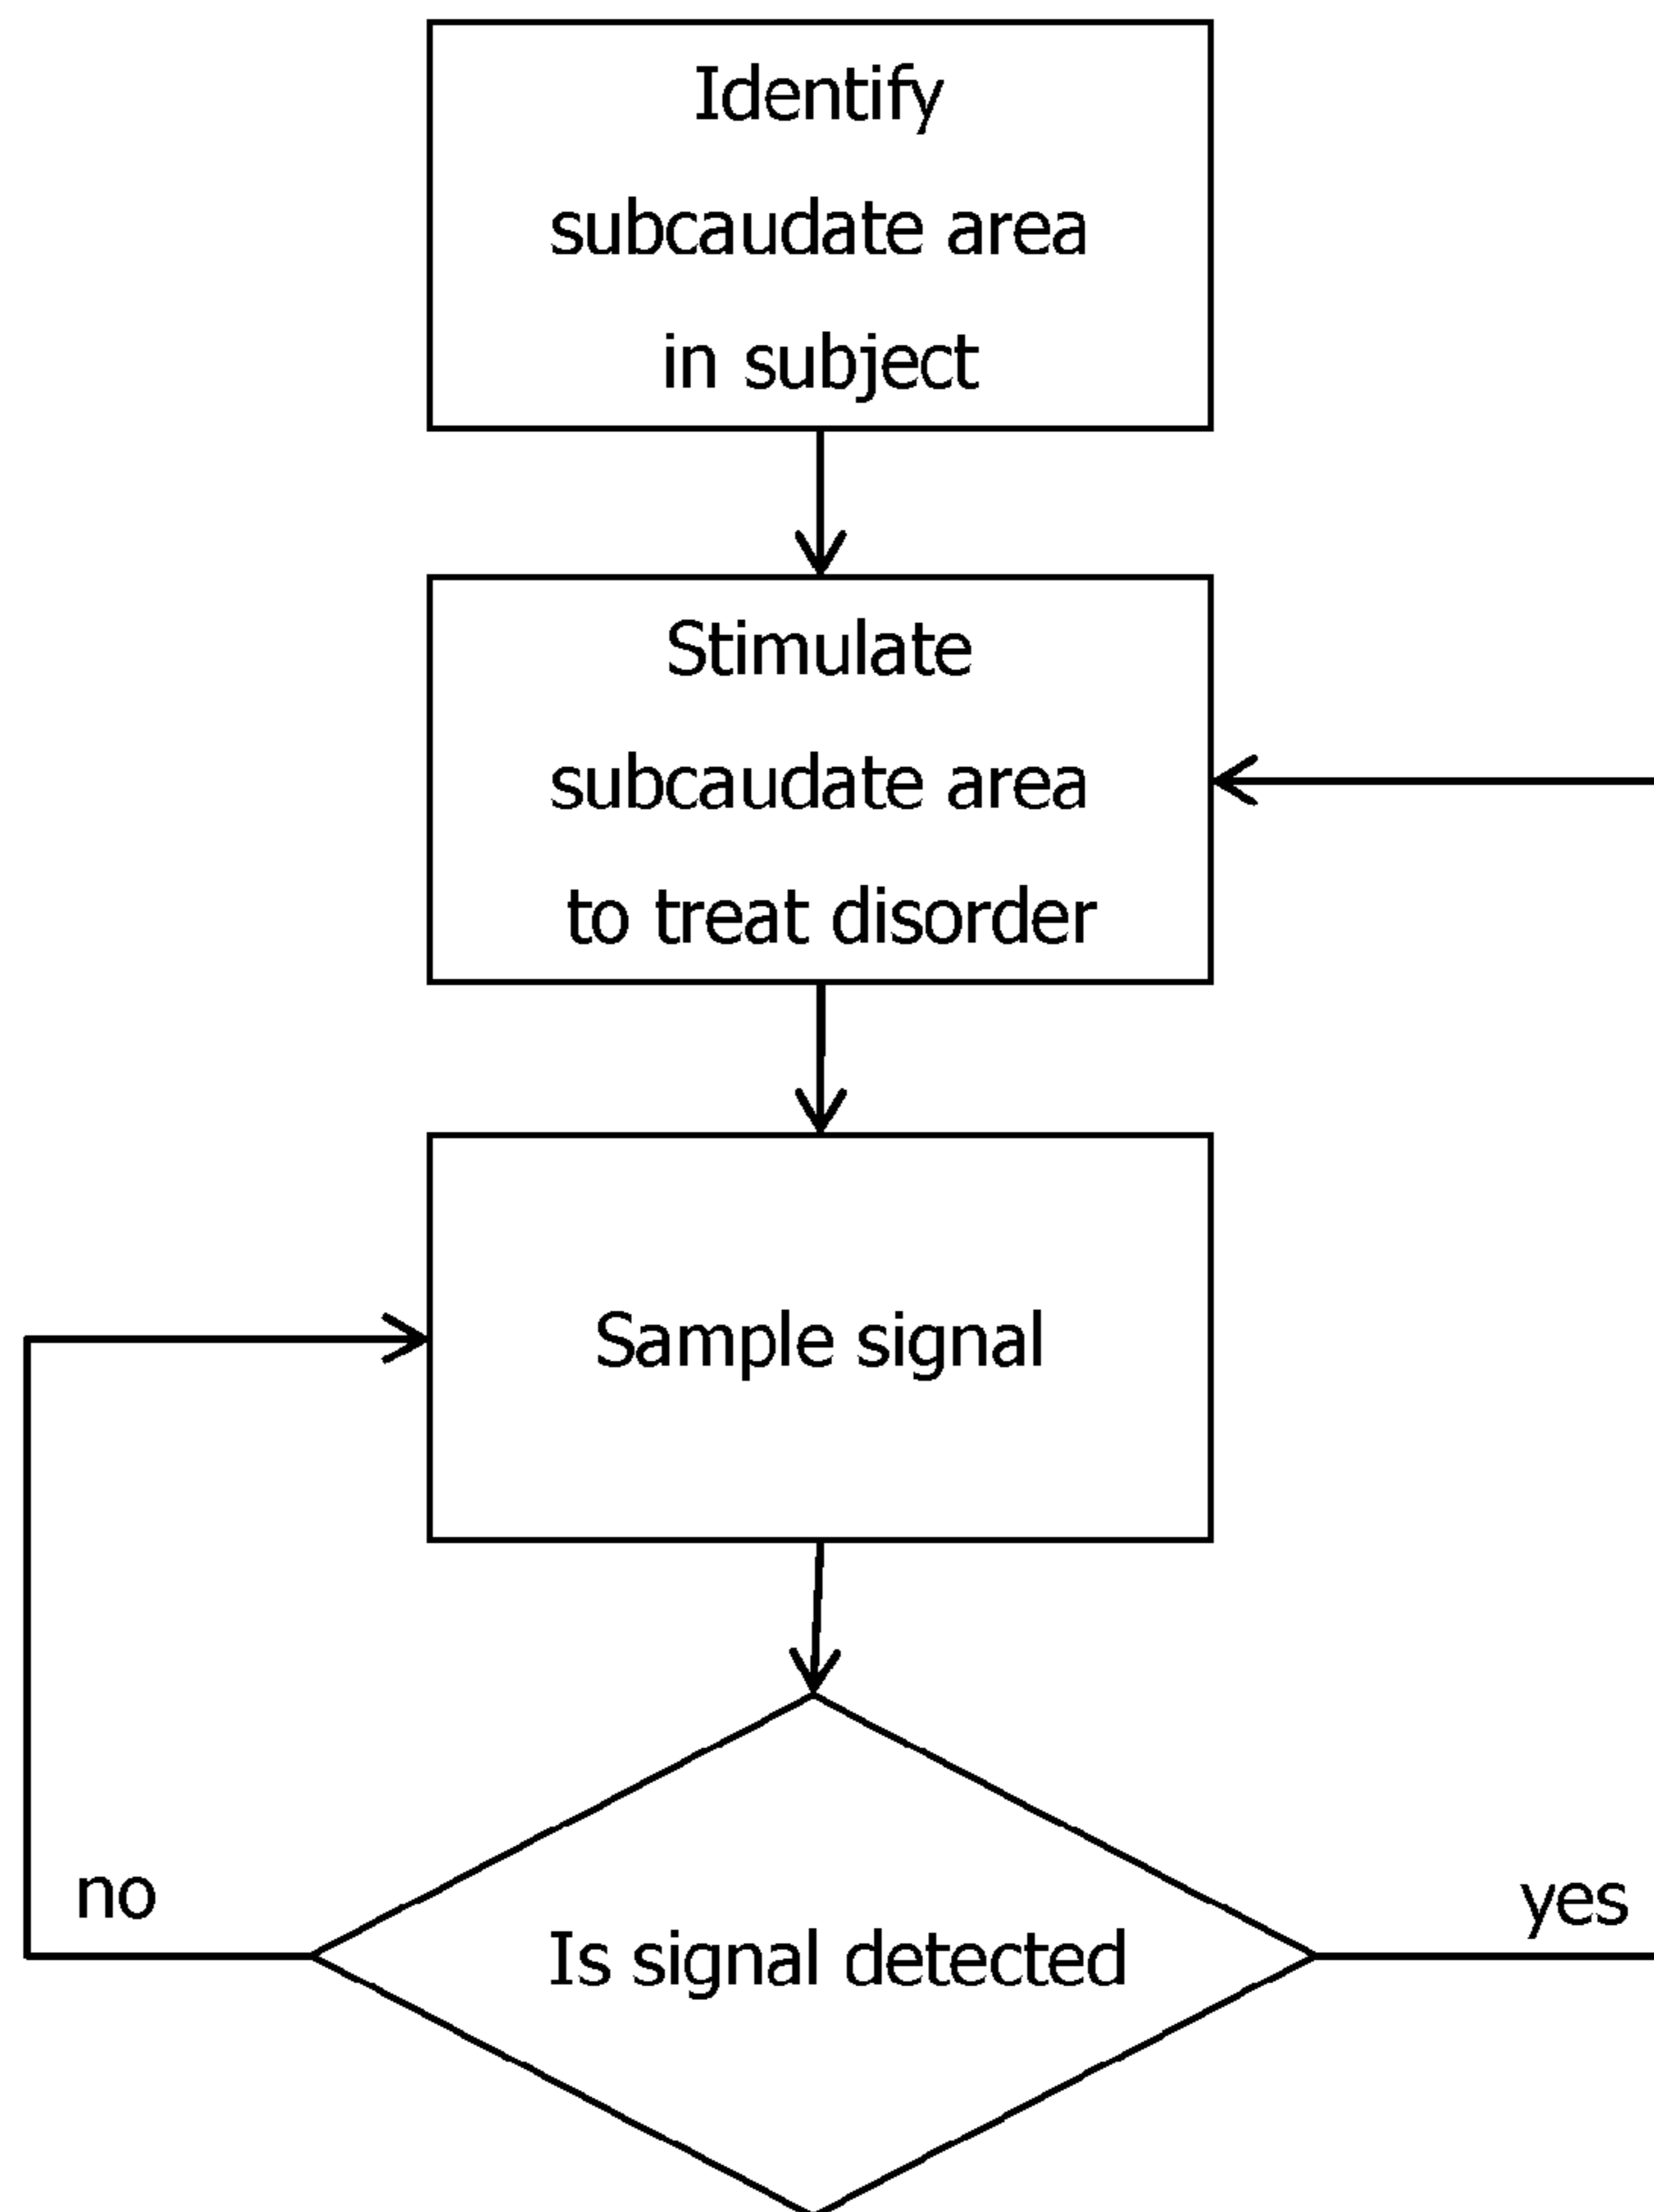 Identify
subcaudate area
in subject
Stimulate
subcaudate area
to treat disorder
Sample signal
no
yes
Is signal detected